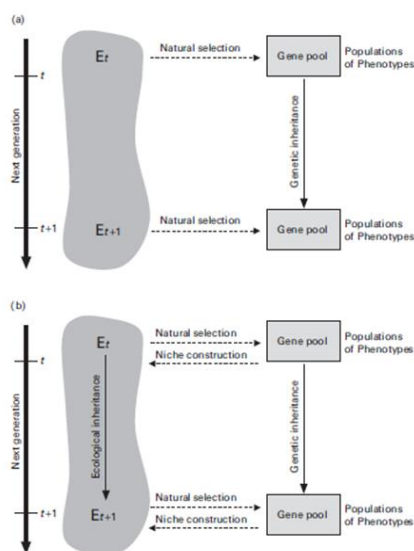 (a)
Et
Natural selection
Gene pool
Populations
of Phenotypes
t
Next generation
Genetic inheritance
t+1
Et+1
Natural selection
Gene pool
Populations
of Phenotypes
(b)
Et
Natural selection
Niche construction
Gene pool
Populations
of Phenotypes
t
Next generation
Ecological inheritance
Genetic inheritance
t+1
Et+1
Natural selection
Niche construction
Gene pool
Populations
of Phenotypes